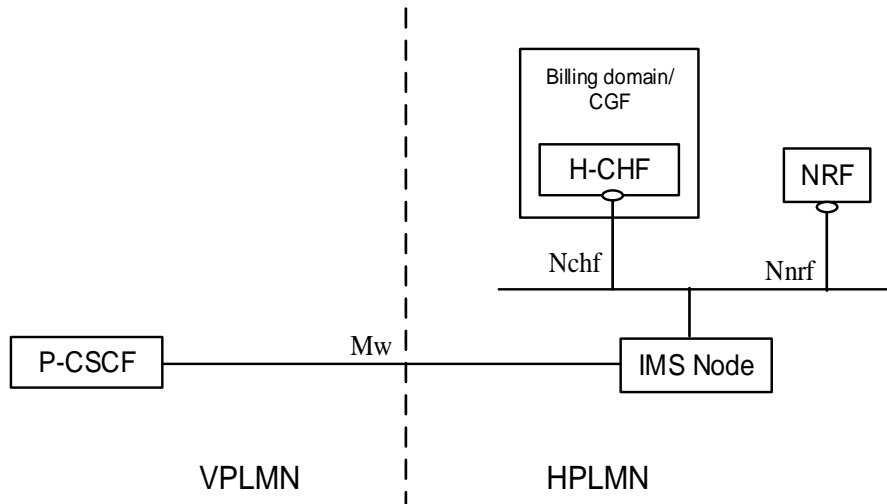 Billing domain/
CGF
H-CHF
NRF
Nchf
Nnrf
Mw
P-CSCF
IMS Node
VPLMN
HPLMN